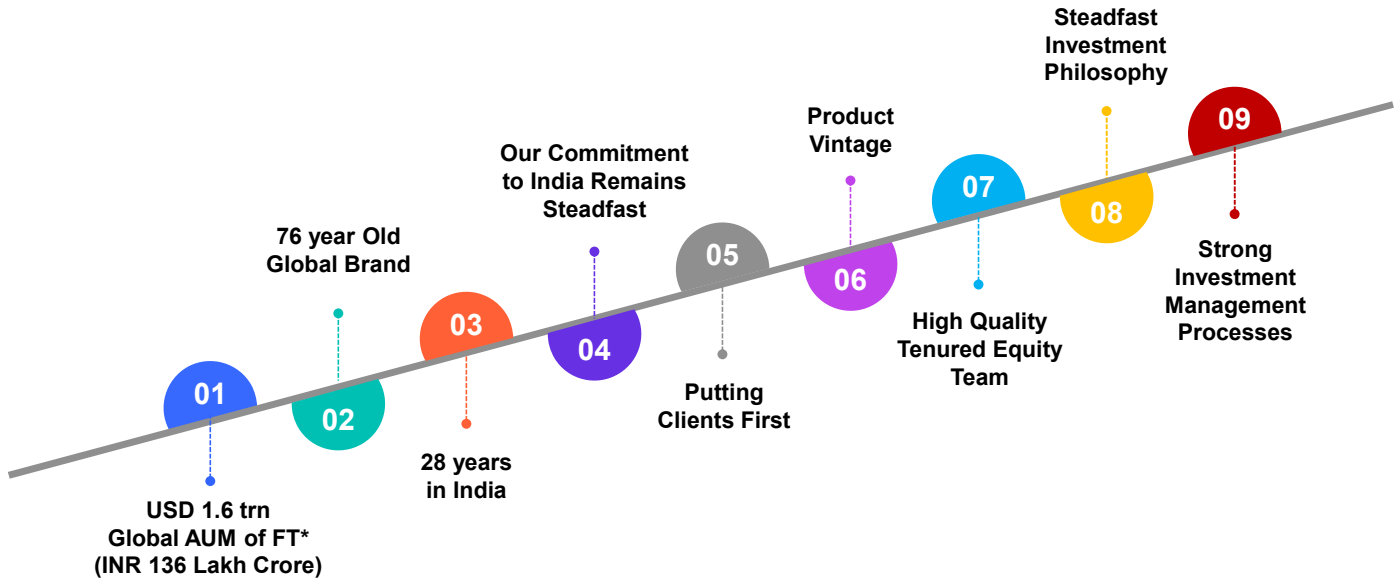 01
USD 1.6 trn
Global AUM of FT*
(INR 136 Lakh Crore)
76 year Old
Global Brand
02
03
28 years
in India
Our Commitment
to India Remains
Steadfast
04
05
Putting
Clients First
Product
Vintage
06
07
High Quality
Tenured Equity
Team
Steadfast
Investment
Philosophy
08
09
Strong
Investment
Management
Processes